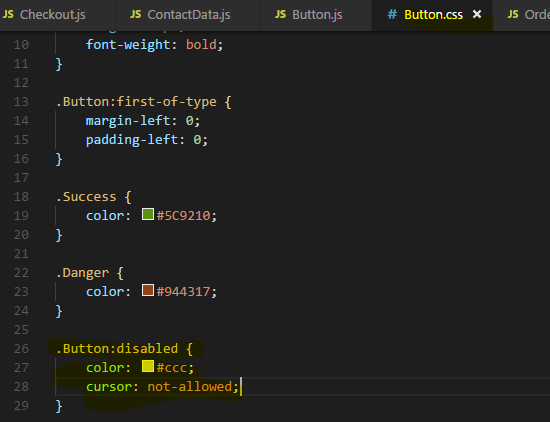 JS Checkout.js JS ContactData.js JS Button.js # Button.css × JS Orde
10 font-weight: bold;
11 }
12
13 .Button:first-of-type {
14 margin-left: 0;
15 padding-left: 0;
16 }
17
18 .Success {
19 color: #5C9210;
20 }
21
22 .Danger {
23 color: #944317;
24 }
25
26 .Button:disabled {
27 color: #ccc;
28 cursor: not-allowed;
29 }